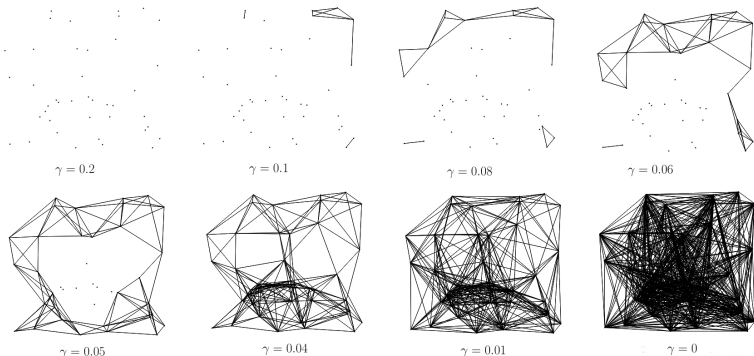 γ = 0.2
γ = 0.1
γ = 0.08
γ = 0.06
γ = 0.05
γ = 0.04
γ = 0.01
γ = 0